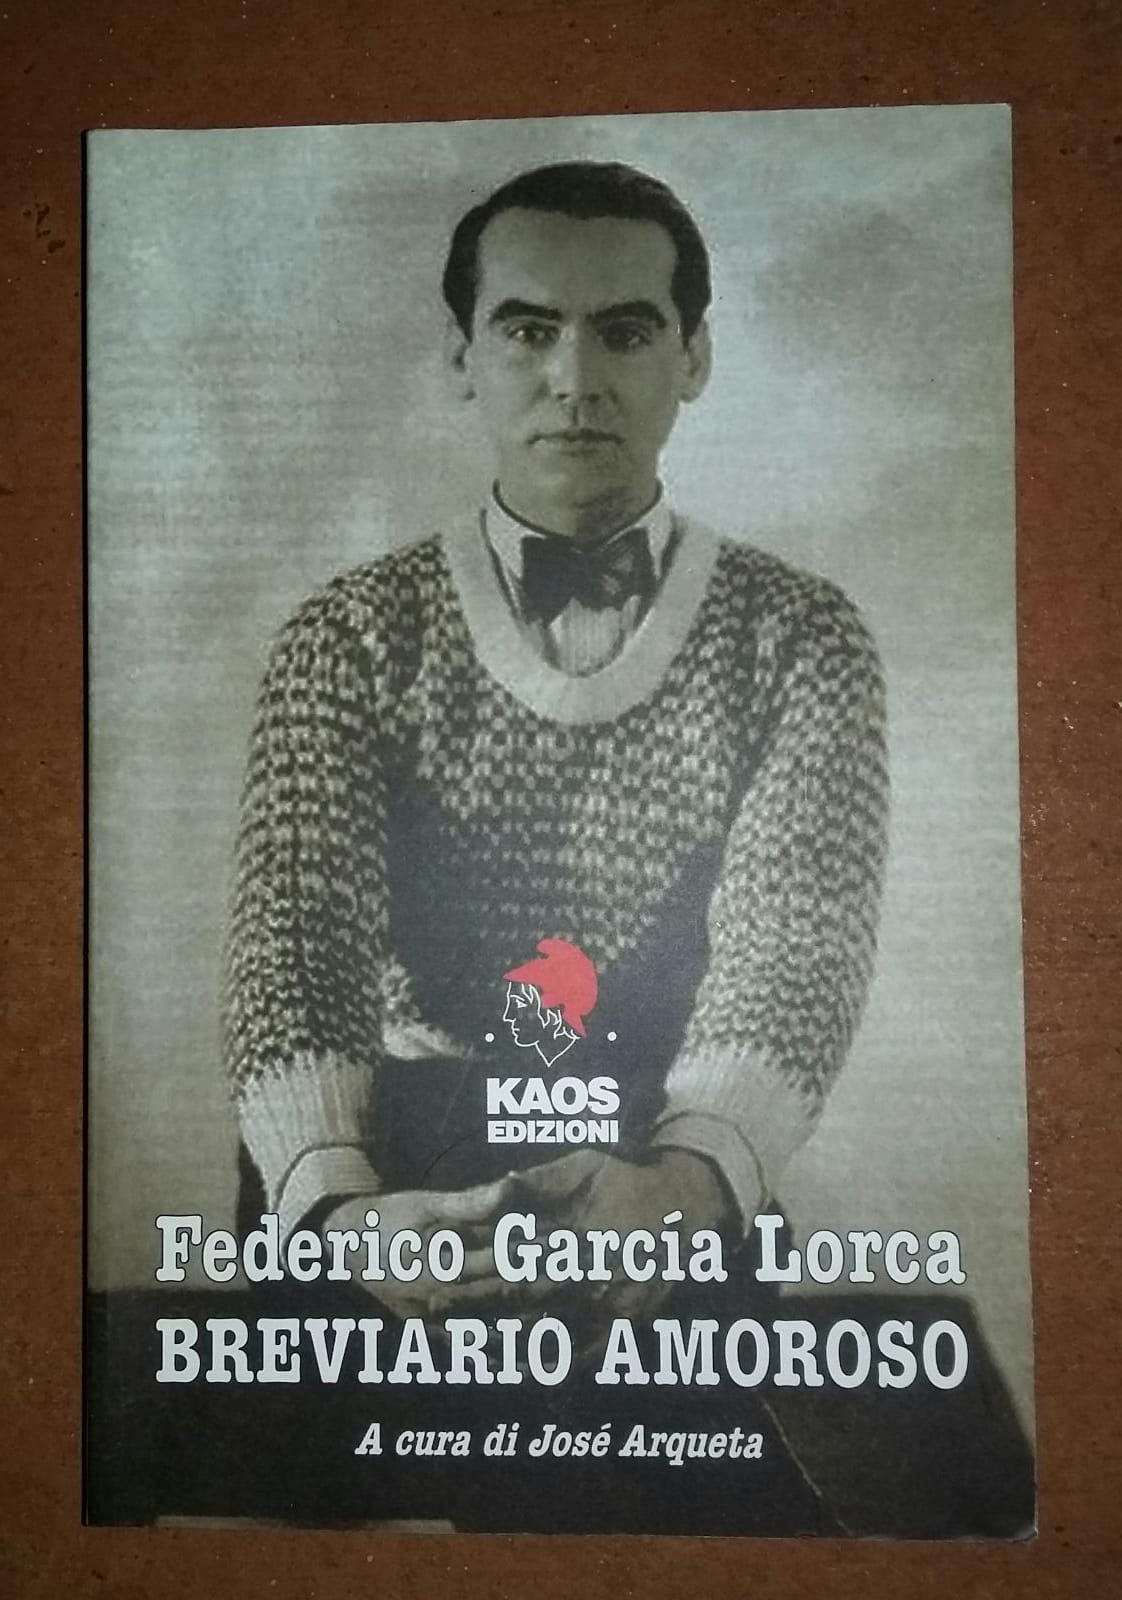 KAOS
EDIZIONI
Federico García Lorca
BREVIARIO AMOROSO
A cura di José Arqueta